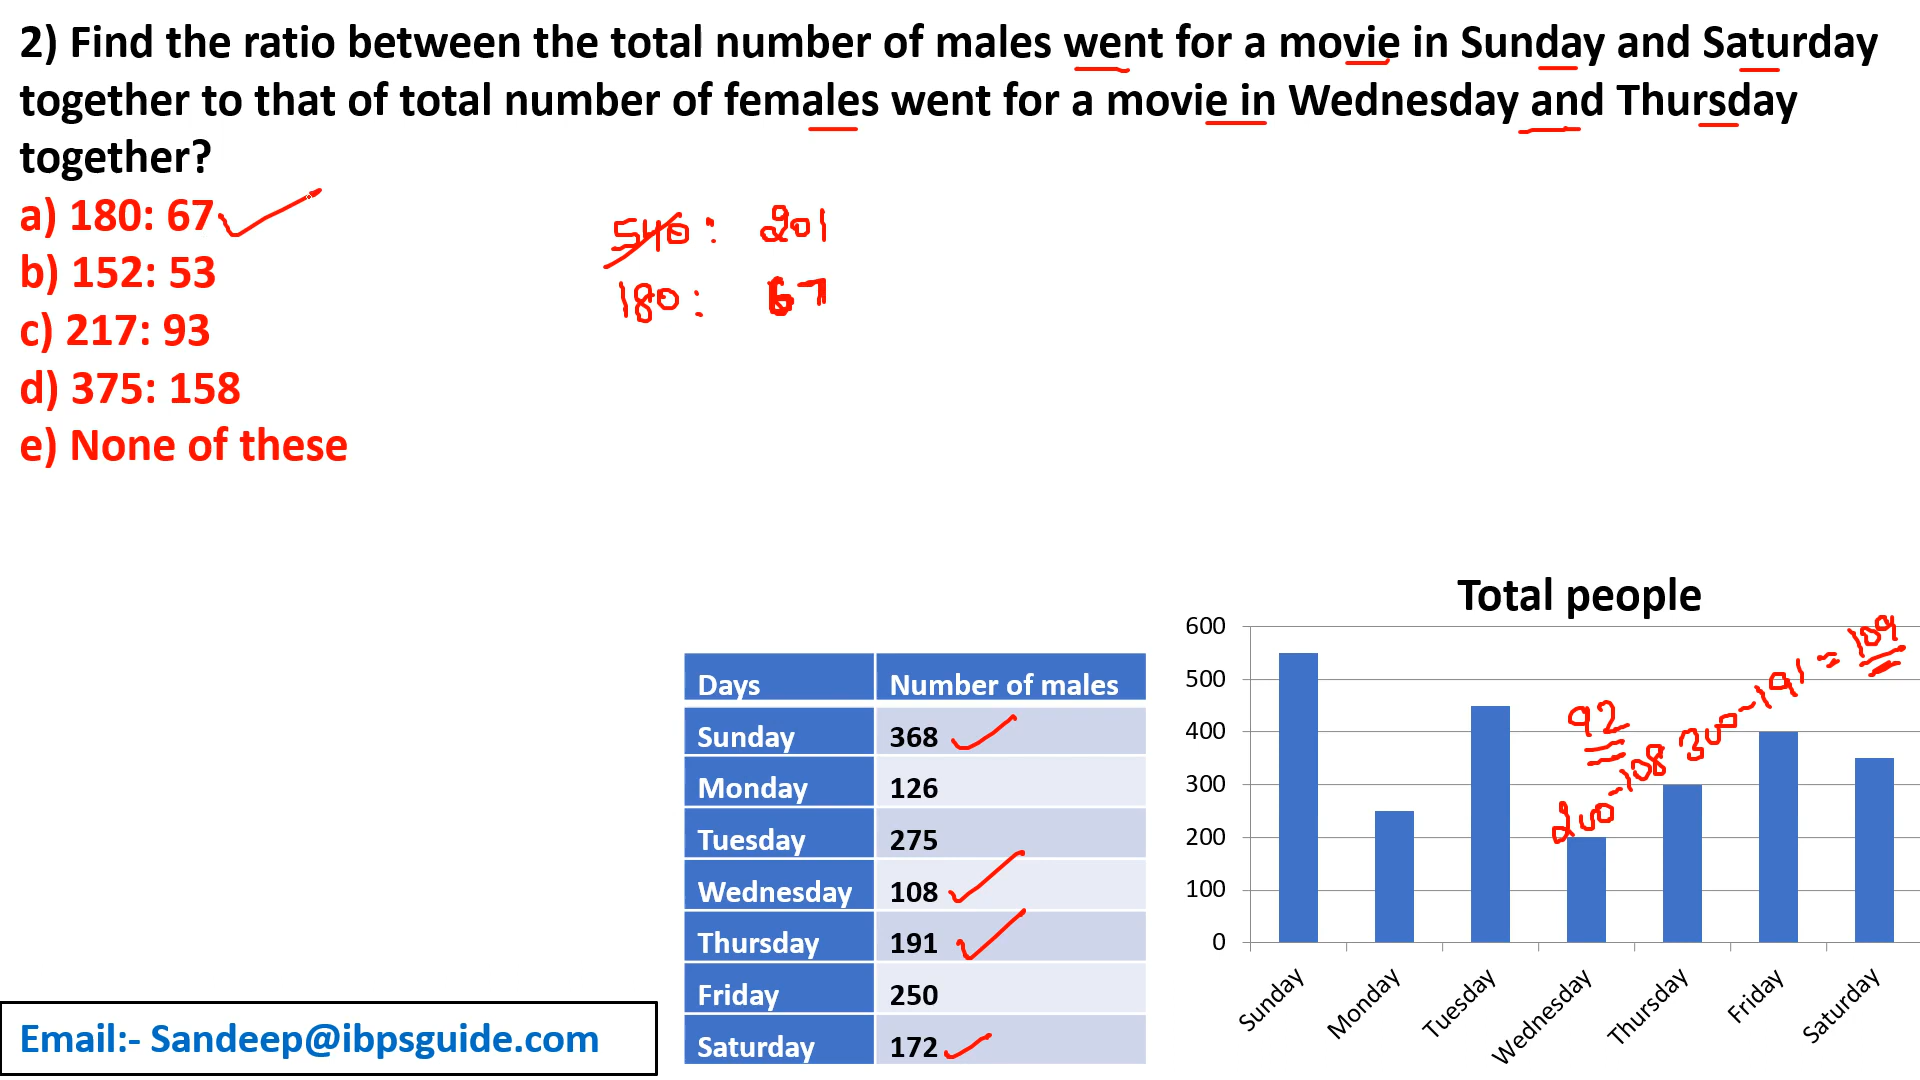 2) Find the ratio between the total number of males went for a movie in Sunday and Saturday
together to that of total number of females went for a movie in Wednesday and Thursday
together?
a) 180: 67
b) 152: 53
c) 217: 93
d) 375: 158
e) None of these
540 : 201
180 : 67
Days Number of males
Sunday 368
Monday 126
Tuesday 275
Wednesday 108
Thursday 191
Friday 250
Saturday 172
Total people
600
500
400
300
200
100
0
92
200-108
300-191=109
Sunday Monday Tuesday Wednesday Thursday Friday Saturday
Email:- Sandeep@ibpsguide.com